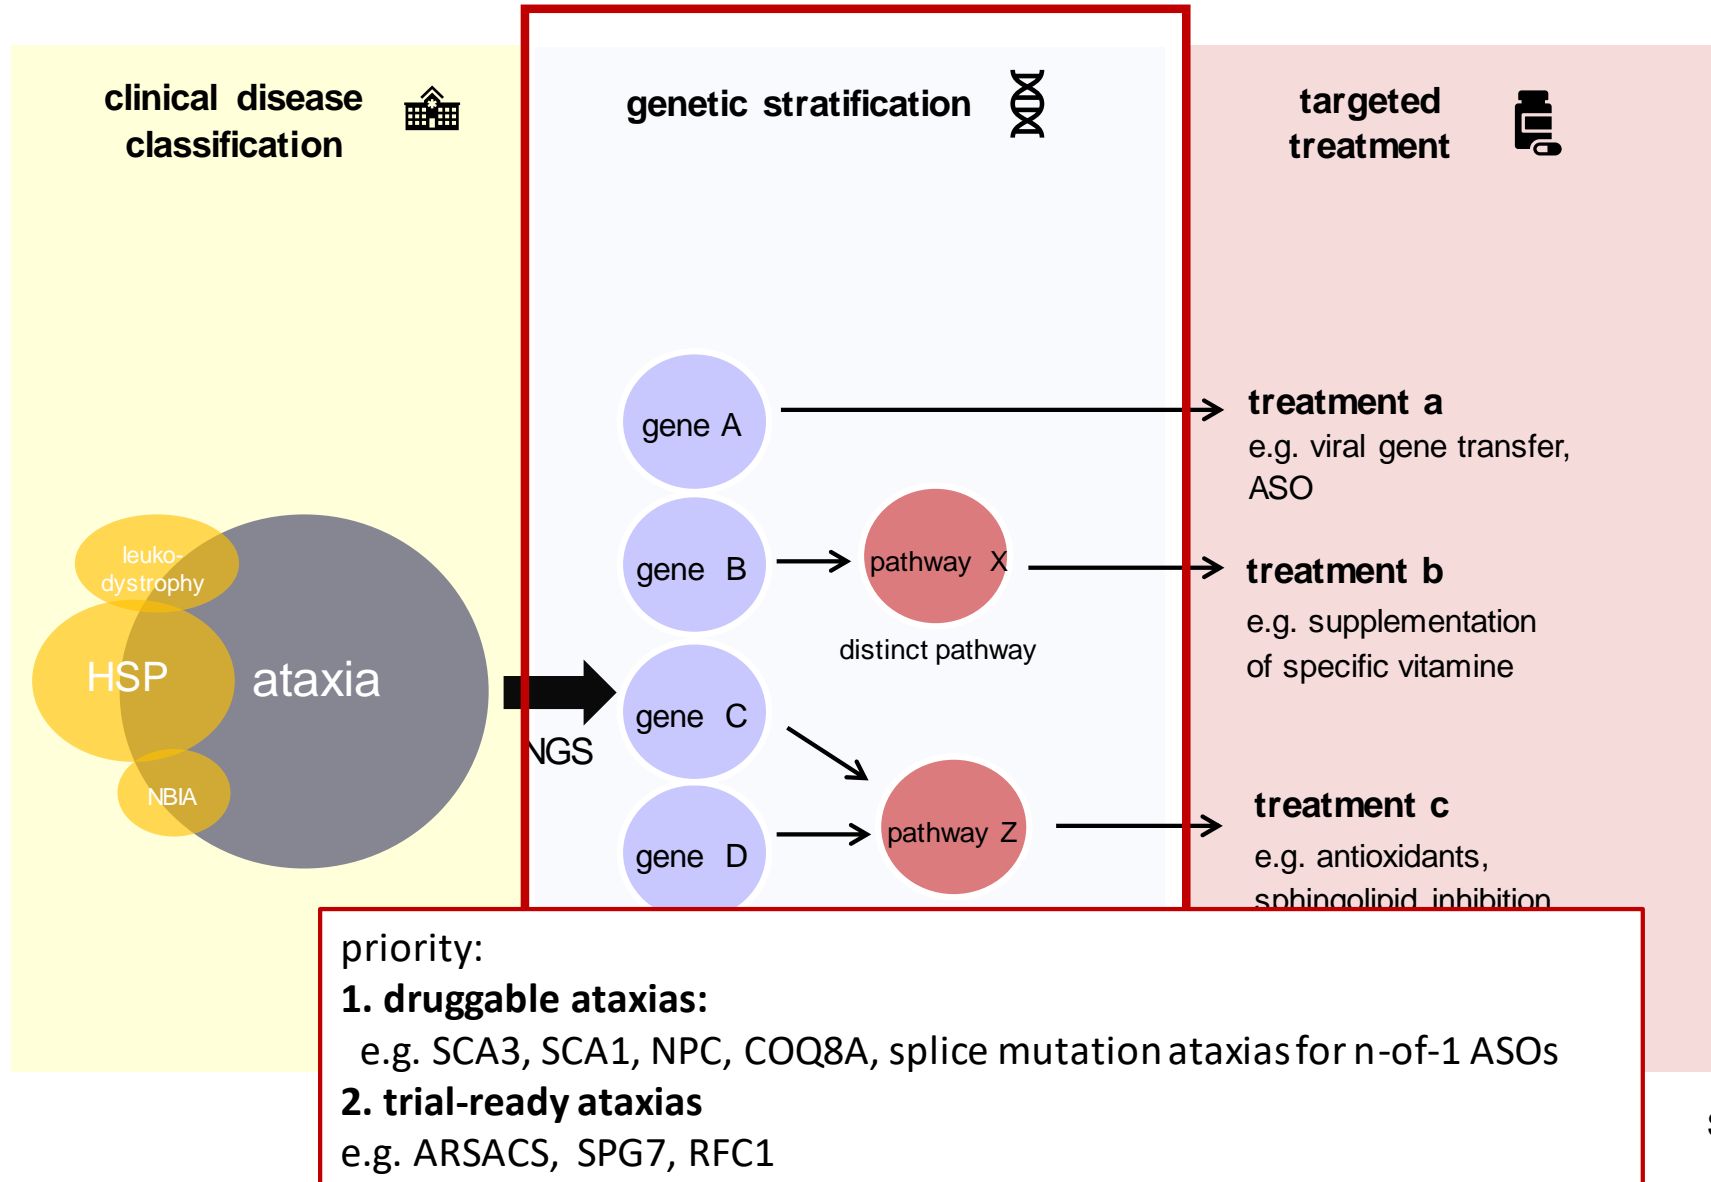 clinical disease
classification
genetic stratification
targeted
treatment
gene A
treatment a
e.g. viral gene transfer,
ASO
leuko-
dystrophy
gene B
pathway X
treatment b
distinct pathway
e.g. supplementation
of specific vitamine
HSP
ataxia
gene C
NGS
NBIA
gene D
pathway Z
treatment c
e.g. antioxidants,
sphingolipid inhibition
priority:
1. druggable ataxias:
e.g. SCA3, SCA1, NPC, COQ8A, splice mutation ataxias for n-of-1 ASOs
2. trial-ready ataxias
e.g. ARSACS, SPG7, RFC1